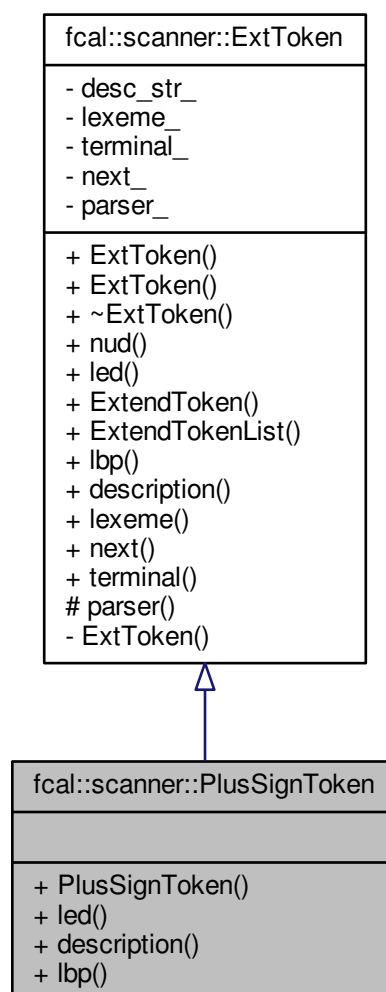 fcal::scanner::ExtToken
- desc_str_
- lexeme_
- terminal_
- next_
- parser_
+ ExtToken()
+ ExtToken()
+ ~ExtToken()
+ nud()
+ led()
+ ExtendToken()
+ ExtendTokenList()
+ lbp()
+ description()
+ lexeme()
+ next()
+ terminal()
# parser()
- ExtToken()
fcal::scanner::PlusSignToken
+ PlusSignToken()
+ led()
+ description()
+ lbp()